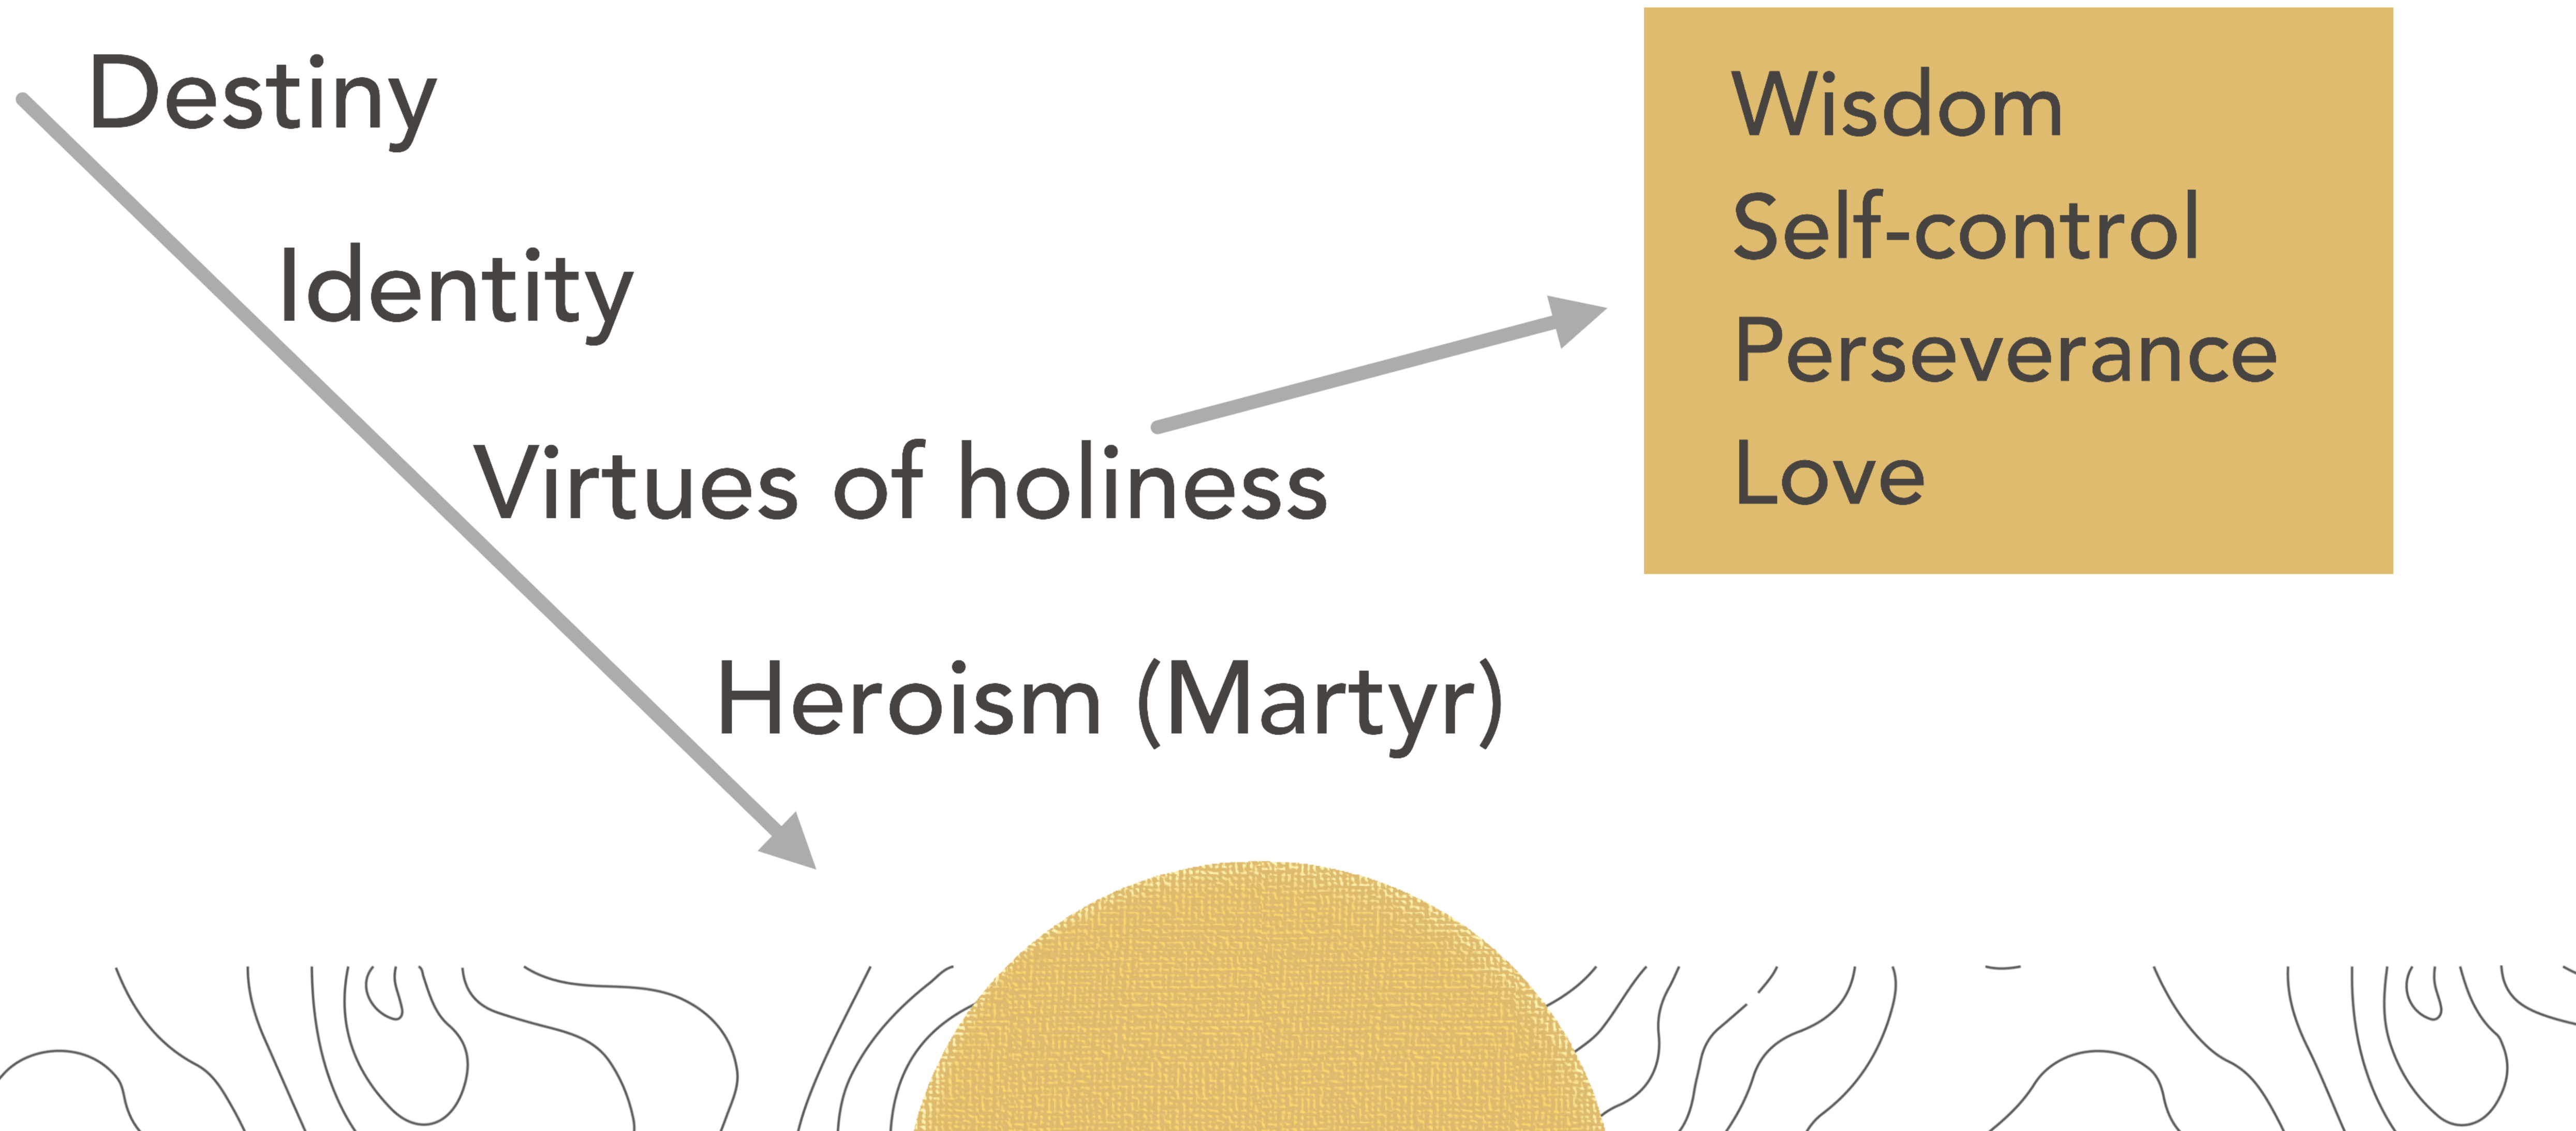 Destiny
Identity
Virtues of holiness
Heroism (Martyr)
Wisdom
Self-control
Perseverance
Love